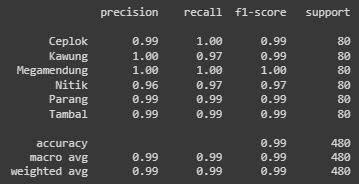 precision recall f1-score support
Ceplok 0.99 1.00 0.99 80
Kawung 1.00 0.97 0.99 80
Megamendung 1.00 1.00 1.00 80
Nitik 0.96 0.97 0.97 80
Parang 0.99 0.99 0.99 80
Tambal 0.99 0.99 0.99 80
accuracy 0.99 480
macro avg 0.99 0.99 0.99 480
weighted avg 0.99 0.99 0.99 480